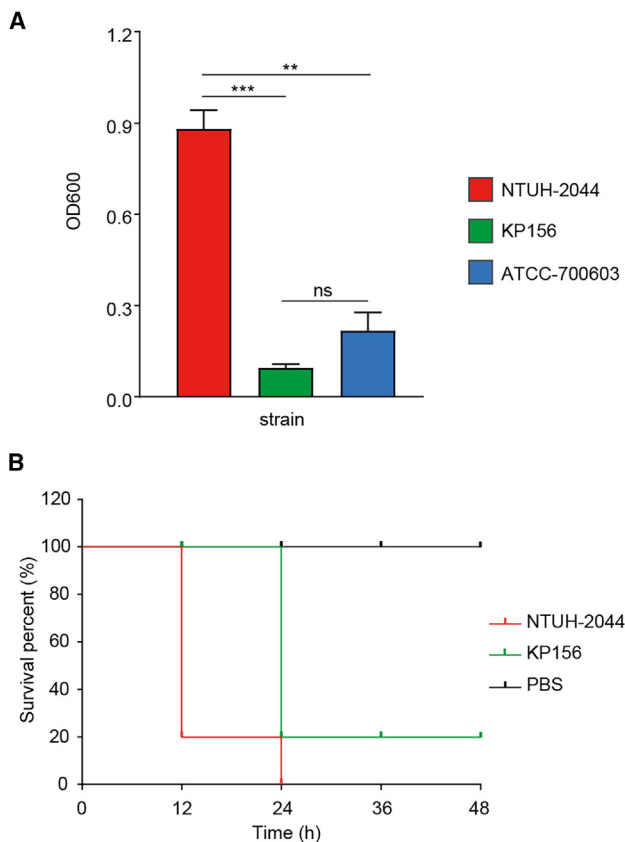 A
1.2
0.9
0.6
0.3
0.0
OD600
**
***
ns
strain
NTUH-2044
KP156
ATCC-700603
B
120
100
80
60
40
20
0
Survival percent (%)
0 12 24 36 48
Time (h)
NTUH-2044
KP156
PBS